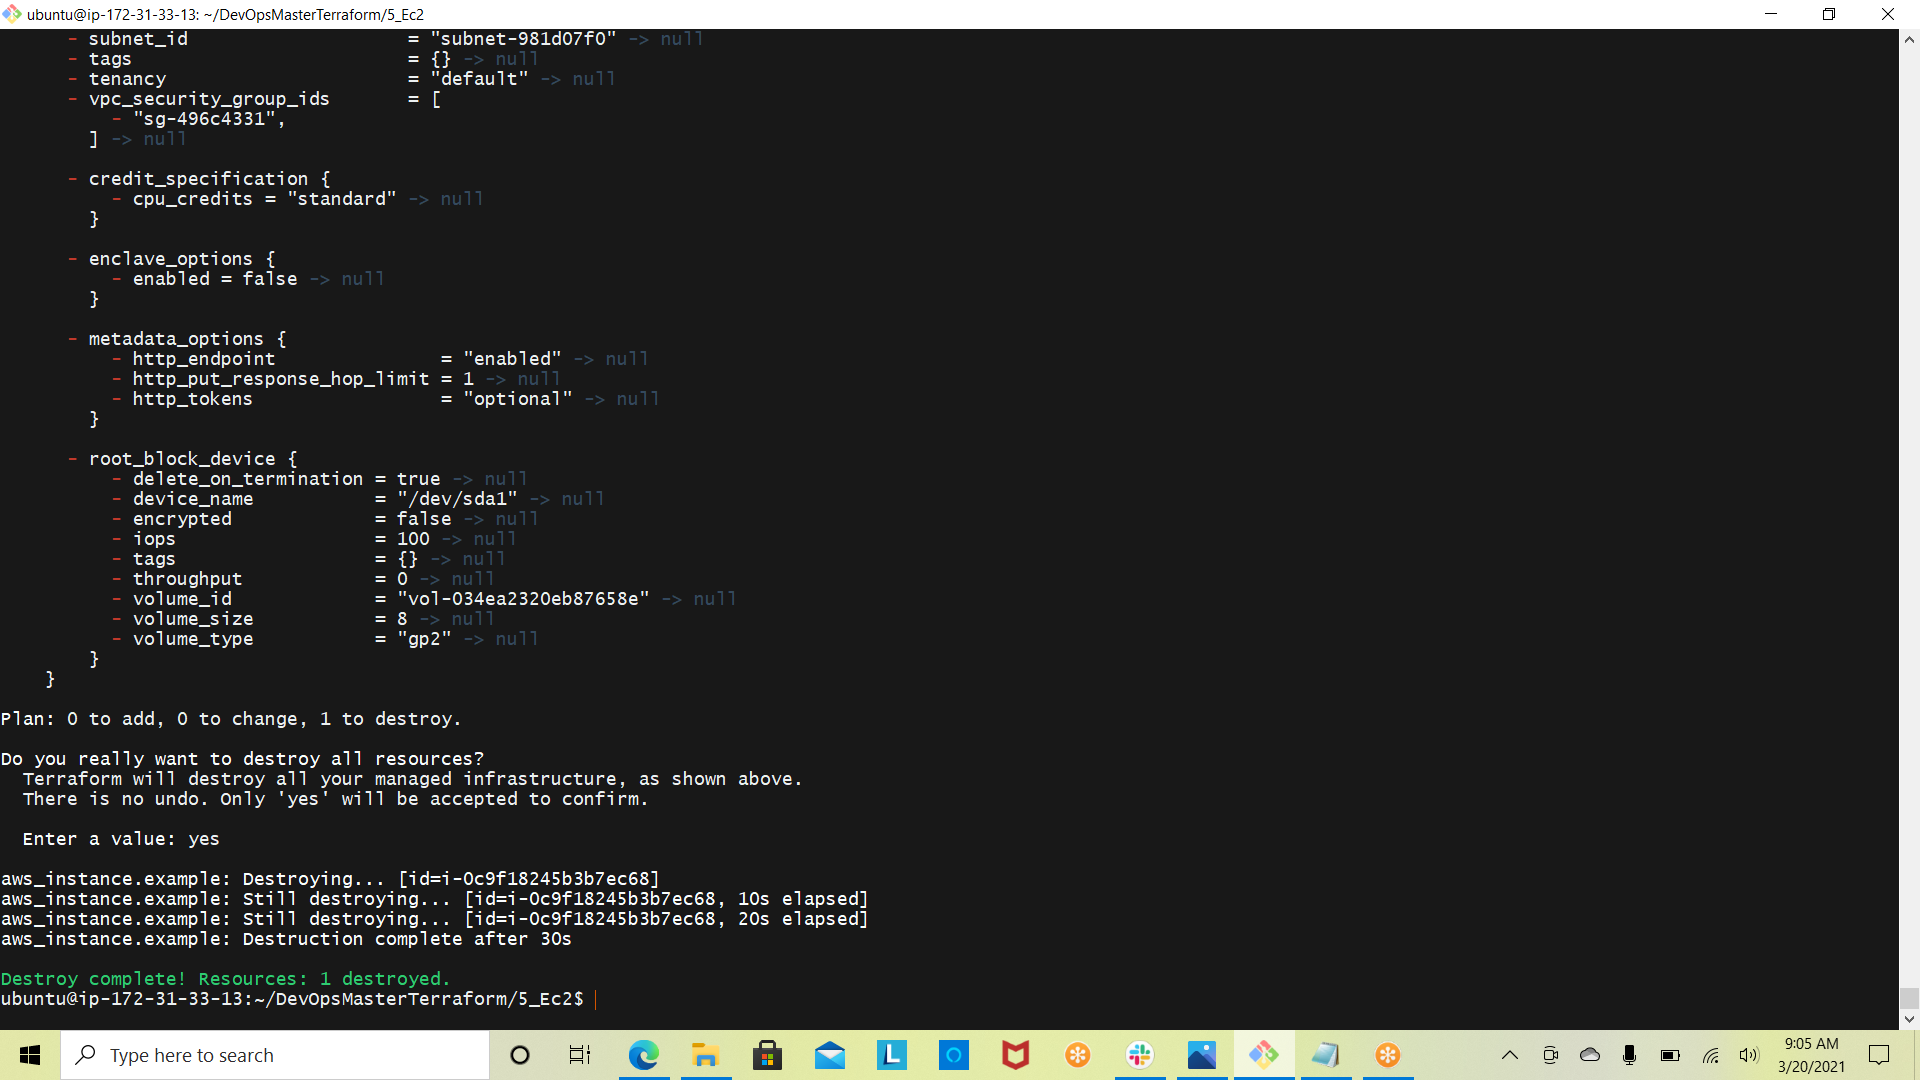 ubuntu@ip-172-31-33-13: ~/DevOpsMasterTerraform/5_Ec2
- subnet_id = "subnet-981d07f0" -> null
- tags = {} -> null
- tenancy = "default" -> null
- vpc_security_group_ids = [
- "sg-496c4331",
] -> null
- credit_specification {
- cpu_credits = "standard" -> null
}
- enclave_options {
- enabled = false -> null
}
- metadata_options {
- http_endpoint = "enabled" -> null
- http_put_response_hop_limit = 1 -> null
- http_tokens = "optional" -> null
}
- root_block_device {
- delete_on_termination = true -> null
- device_name = "/dev/sda1" -> null
- encrypted = false -> null
- iops = 100 -> null
- tags = {} -> null
- throughput = 0 -> null
- volume_id = "vol-034ea2320eb87658e" -> null
- volume_size = 8 -> null
- volume_type = "gp2" -> null
}
}
Plan: 0 to add, 0 to change, 1 to destroy.
Do you really want to destroy all resources?
Terraform will destroy all your managed infrastructure, as shown above.
There is no undo. Only 'yes' will be accepted to confirm.
Enter a value: yes
aws_instance.example: Destroying... [id=i-0c9f18245b3b7ec68]
aws_instance.example: Still destroying... [id=i-0c9f18245b3b7ec68, 10s elapsed]
aws_instance.example: Still destroying... [id=i-0c9f18245b3b7ec68, 20s elapsed]
aws_instance.example: Destruction complete after 30s
Destroy complete! Resources: 1 destroyed.
ubuntu@ip-172-31-33-13:~/DevOpsMasterTerraform/5_Ec2$
Type here to search
L
9:05 AM
3/20/2021